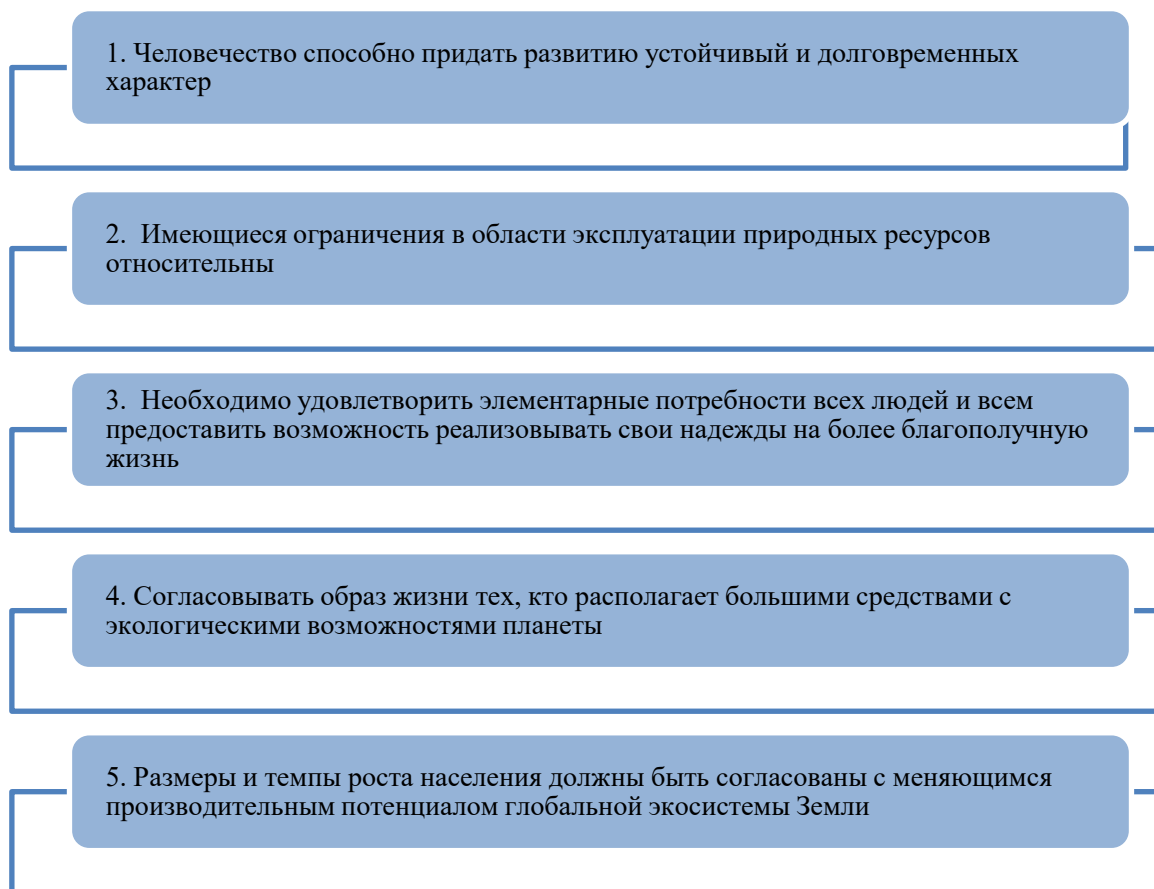 1. Человечество способно придать развитию устойчивый и долговременных
характер
2. Имеющиеся ограничения в области эксплуатации природных ресурсов
относительны
3. Необходимо удовлетворить элементарные потребности всех людей и всем
предоставить возможность реализовывать свои надежды на более благополучную
жизнь
4. Согласовывать образ жизни тех, кто располагает большими средствами с
экологическими возможностями планеты
5. Размеры и темпы роста населения должны быть согласованы с меняющимся
производительным потенциалом глобальной экосистемы Земли